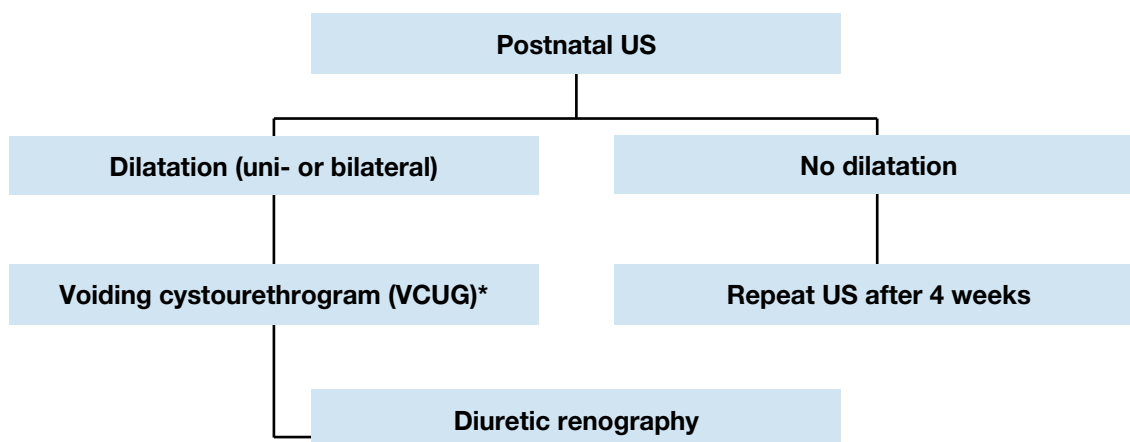 Postnatal US
Dilatation (uni- or bilateral)
No dilatation
Voiding cystourethrogram (VCUG)*
Repeat US after 4 weeks
Diuretic renography